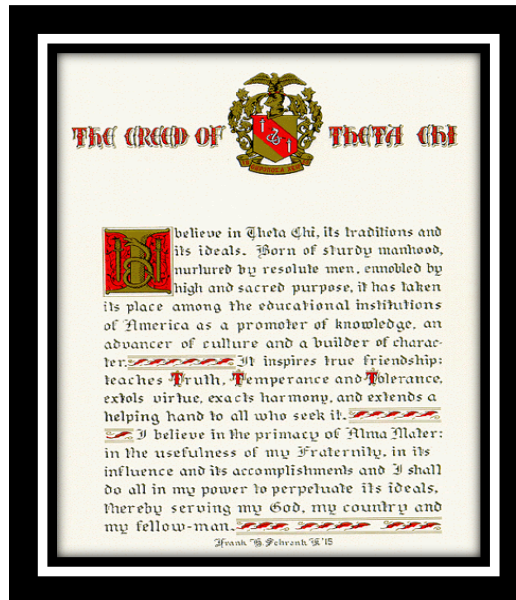 THE CREED OF THETA CHI
I believe in Theta Chi, its traditions and
its ideals. Born of sturdy manhood,
nurtured by resolute men, ennobled by
high and sacred purpose, it has taken
its place among the educational institutions
of America as a promoter of knowledge, an
advancer of culture and a builder of charac-
ter. It inspires true friendship:
teaches Truth, Temperance and Tolerance,
extols virtue, exacts harmony, and extends a
helping hand to all who seek it.
I believe in the primacy of Alma Mater:
in the usefulness of my Fraternity, in its
influence and its accomplishments and I shall
do all in my power to perpetuate its ideals,
thereby serving my God, my country and
my fellow-man.
Frank H. Schrenk K'15